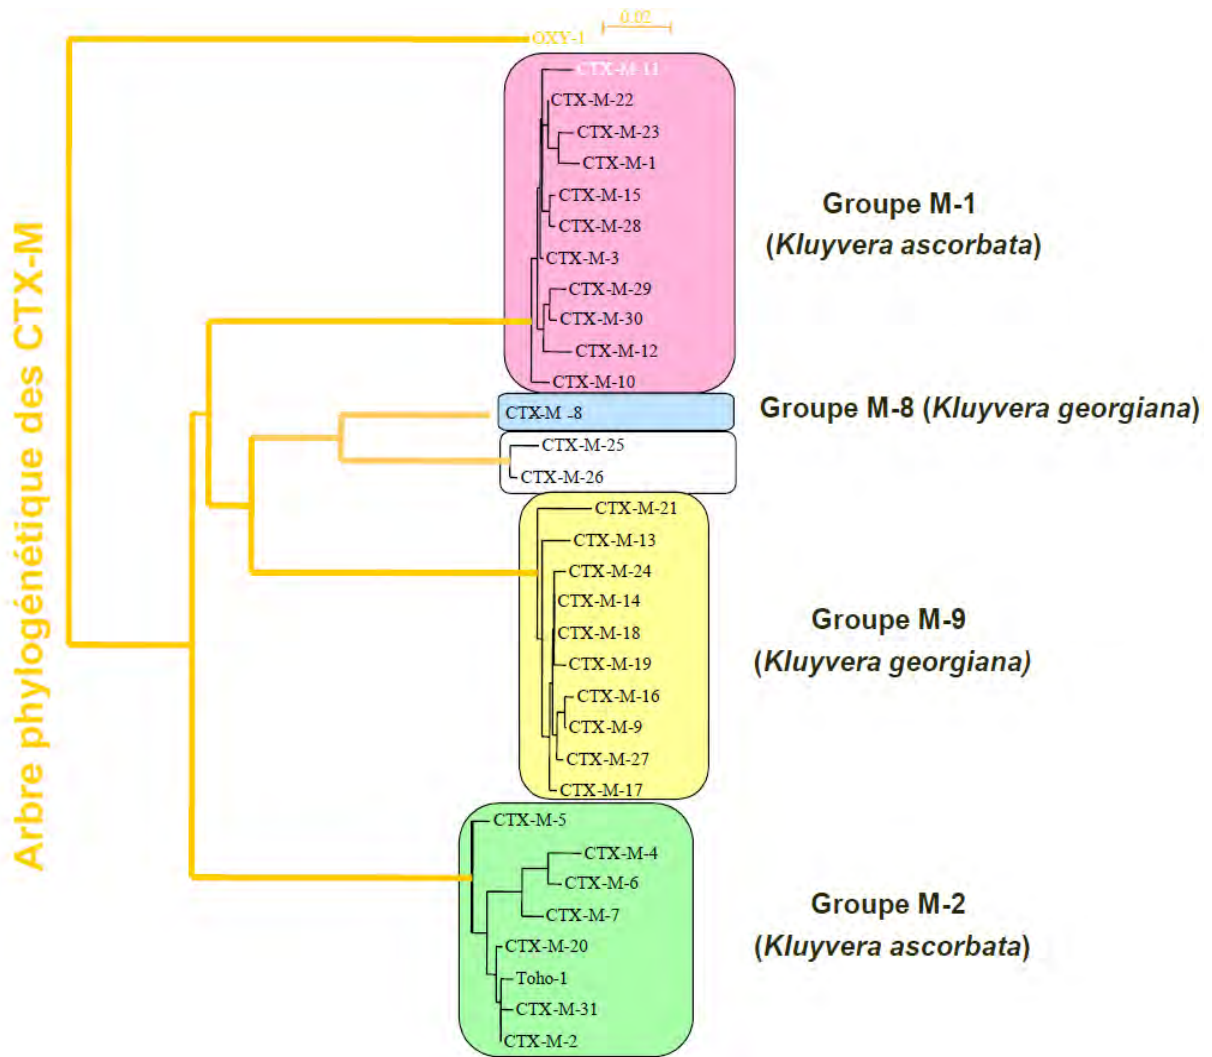 Arbre phylogénétique des CTX-M
0.02
OXY-1
CTX-M-11
CTX-M-22
CTX-M-23
CTX-M-1
CTX-M-15
CTX-M-28
CTX-M-3
CTX-M-29
CTX-M-30
CTX-M-12
CTX-M-10
Groupe M-1
(Kluyvera ascorbata)
CTX-M -8
Groupe M-8 (Kluyvera georgiana)
CTX-M-25
CTX-M-26
CTX-M-21
CTX-M-13
CTX-M-24
CTX-M-14
CTX-M-18
CTX-M-19
CTX-M-16
CTX-M-9
CTX-M-27
CTX-M-17
Groupe M-9
(Kluyvera georgiana)
CTX-M-5
CTX-M-4
CTX-M-6
CTX-M-7
CTX-M-20
Toho-1
CTX-M-31
CTX-M-2
Groupe M-2
(Kluyvera ascorbata)